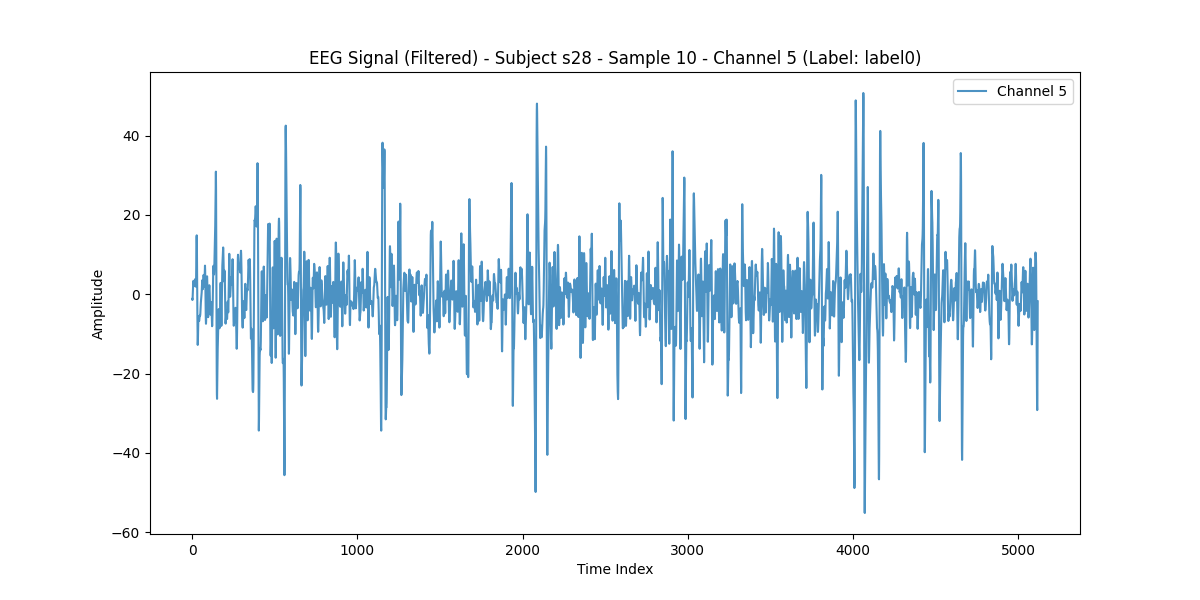 EEG Signal (Filtered) - Subject s28 - Sample 10 - Channel 5 (Label: label0)
Channel 5
40
20
0
−20
−40
−60
Amplitude
0 1000 2000 3000 4000 5000
Time Index